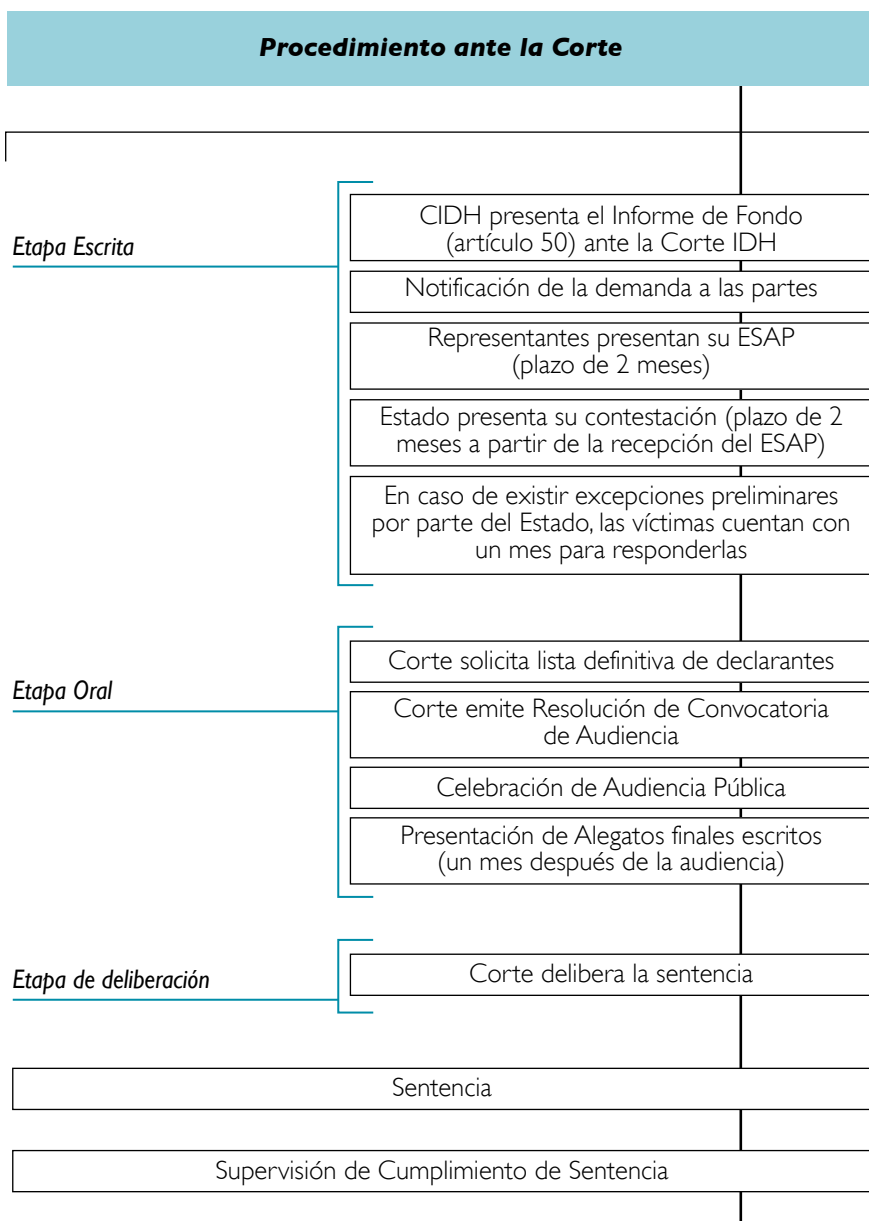 Procedimiento ante la Corte
Etapa Escrita
CIDH presenta el Informe de Fondo
(artículo 50) ante la Corte IDH
Notificación de la demanda a las partes
Representantes presentan su ESAP
(plazo de 2 meses)
Estado presenta su contestación (plazo de 2
meses a partir de la recepción del ESAP)
En caso de existir excepciones preliminares
por parte del Estado, las víctimas cuentan con
un mes para responderlas
Etapa Oral
Corte solicita lista definitiva de declarantes
Corte emite Resolución de Convocatoria
de Audiencia
Celebración de Audiencia Pública
Presentación de Alegatos finales escritos
(un mes después de la audiencia)
Etapa de deliberación
Corte delibera la sentencia
Sentencia
Supervisión de Cumplimiento de Sentencia